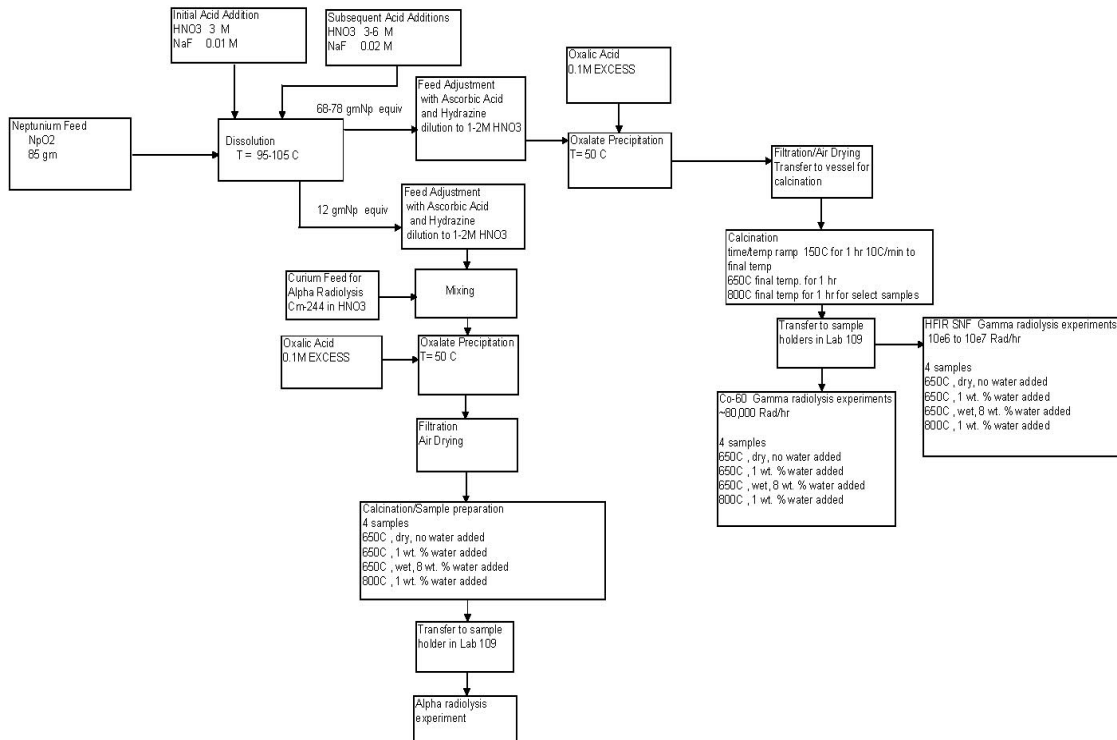 Initial Acid Addition
HNO3 3 M
NaF 0.01 M
Subsequent Acid Additions
HNO3 3-6 M
NaF 0.02 M
Oxalic Acid
0.1M EXCESS
68-78 gmNp equiv
Feed Adjustment
with Ascorbic Acid
and Hydrazine
dilution to 1-2M HNO3
Neptunium Feed
NpO2
85 gm
Dissolution
T = 95-105 C
Oxalate Precipitation
T= 50 C
Filtration/Air Drying
Transfer to vessel for
calcination
12 gmNp equiv
Feed Adjustment
with Ascorbic Acid
and Hydrazine
dilution to 1-2M HNO3
Calcination
time/temp ramp 150C for 1 hr 10C/min to
final temp
650C final temp. for 1 hr
800C final temp for 1 hr for select samples
Curium Feed for
Alpha Radiolysis
Cm-244 in HNO3
Mixing
Transfer to sample
holders in Lab 109
HFIR SNF Gamma radiolysis experiments
10e6 to 10e7 Rad/hr
4 samples
650C , dry, no water added
650C , 1 wt. % water added
650C , wet, 8 wt. % water added
800C , 1 wt. % water added
Oxalic Acid
0.1M EXCESS
Oxalate Precipitation
T= 50 C
Co-60 Gamma radiolysis experiments
~80,000 Rad/hr
4 samples
650C , dry, no water added
650C , 1 wt. % water added
650C , wet, 8 wt. % water added
800C , 1 wt. % water added
Filtration
Air Drying
Calcination/Sample preparation
4 samples
650C , dry, no water added
650C , 1 wt. % water added
650C , wet, 8 wt. % water added
800C , 1 wt. % water added
Transfer to sample
holder in Lab 109
Alpha radiolysis
experiment